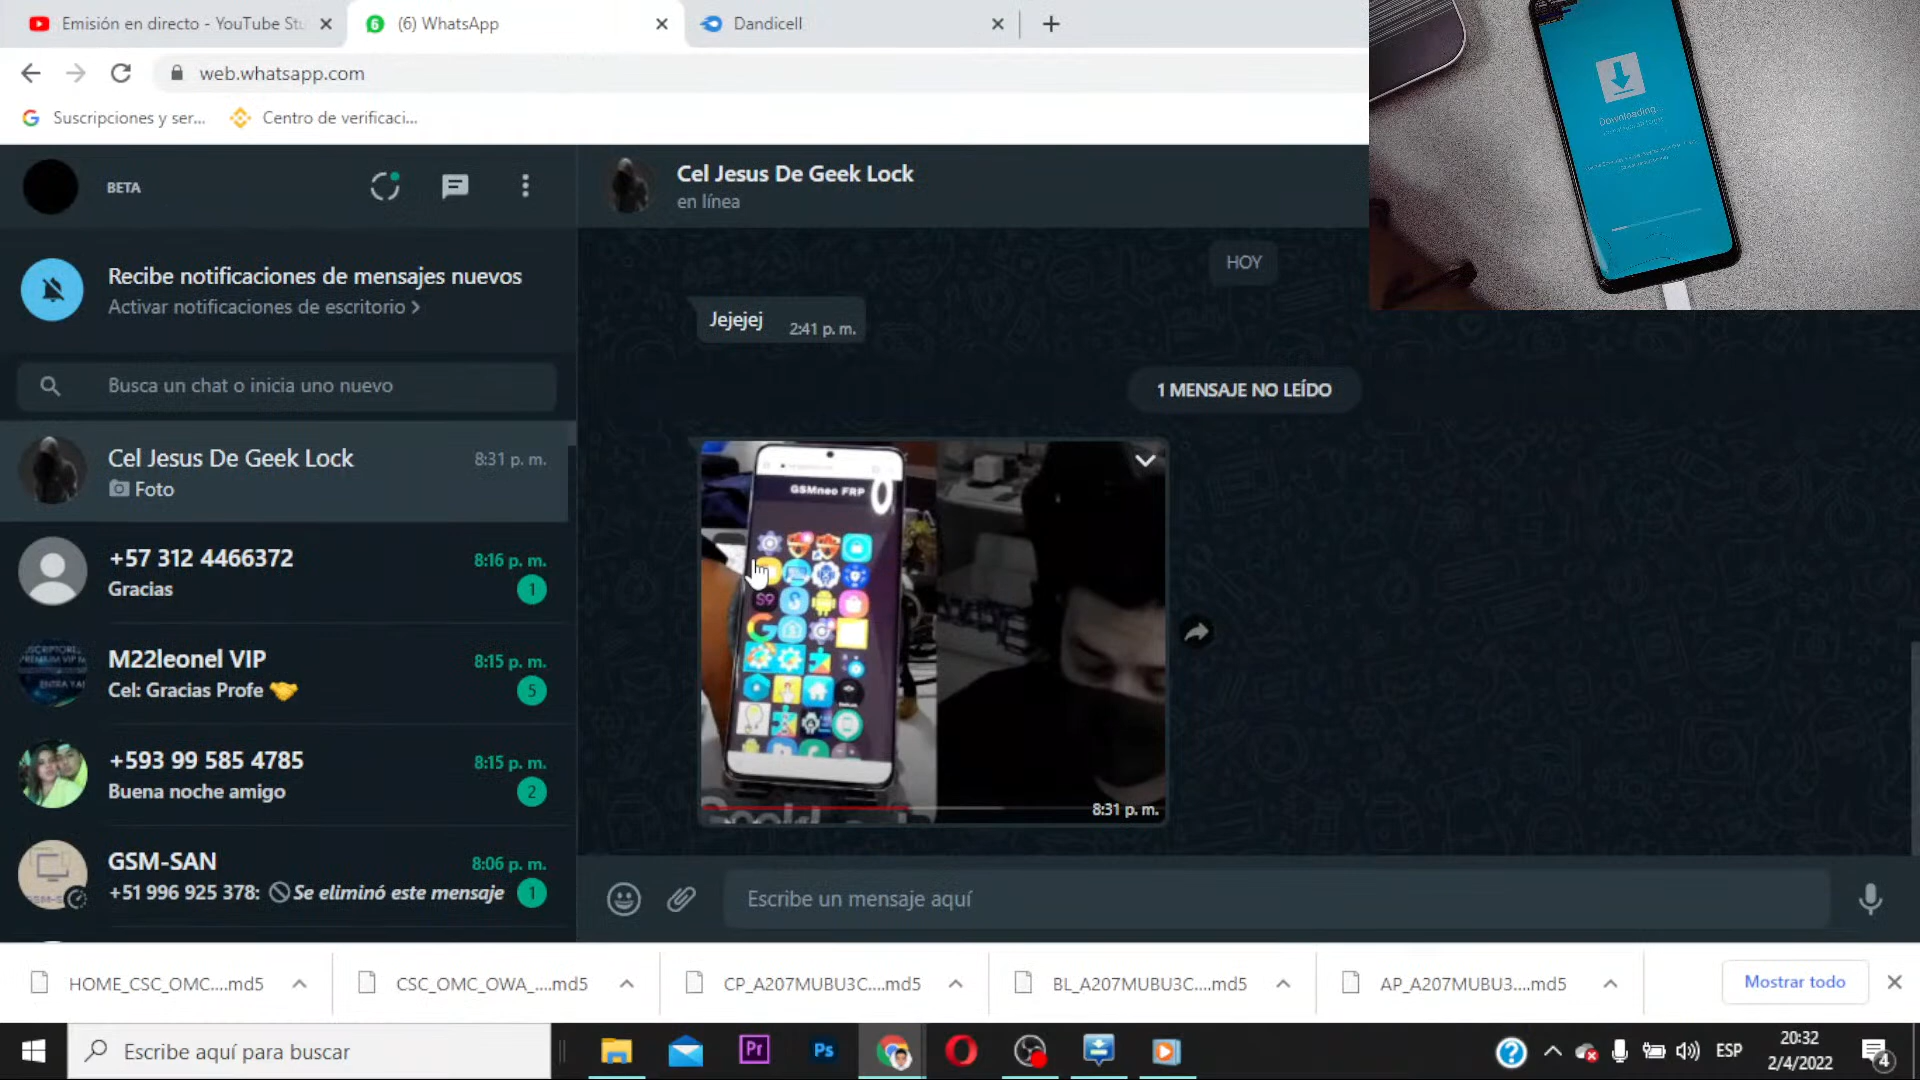 Emisión en directo - YouTube Stu
(6) WhatsApp
Dandicell
web.whatsapp.com
Suscripciones y ser...
Centro de verificaci...
BETA
Cel Jesus De Geek Lock
en línea
Recibe notificaciones de mensajes nuevos
Activar notificaciones de escritorio >
Busca un chat o inicia uno nuevo
Cel Jesus De Geek Lock
8:31 p. m.
Foto
+57 312 4466372
8:16 p. m.
Gracias
1
M22leonel VIP
8:15 p. m.
Cel: Gracias Profe 🤝
5
+593 99 585 4785
8:15 p. m.
Buena noche amigo
2
GSM-SAN
8:06 p. m.
+51 996 925 378: Se eliminó este mensaje
1
HOY
Jejejej
2:41 p. m.
1 MENSAJE NO LEÍDO
GSMneo FRP
S9
8:31 p. m.
Escribe un mensaje aquí
Downloading
HOME_CSC_OMC....md5
CSC_OMC_OWA_....md5
CP_A207MUBU3C....md5
BL_A207MUBU3C....md5
AP_A207MUBU3....md5
Mostrar todo
Escribe aquí para buscar
Pr
Ps
ESP
20:32
2/4/2022
4